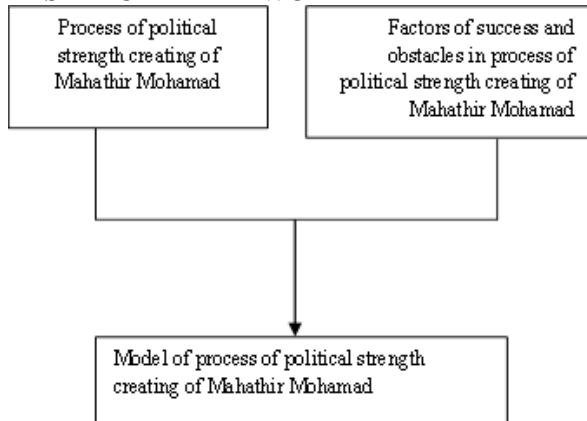 Process of political
strength creating of
Mahathir Mohamad
Factors of success and
obstacles in process of
political strength creating of
Mahathir Mohamad
Model of process of political strength
creating of Mahathir Mohamad